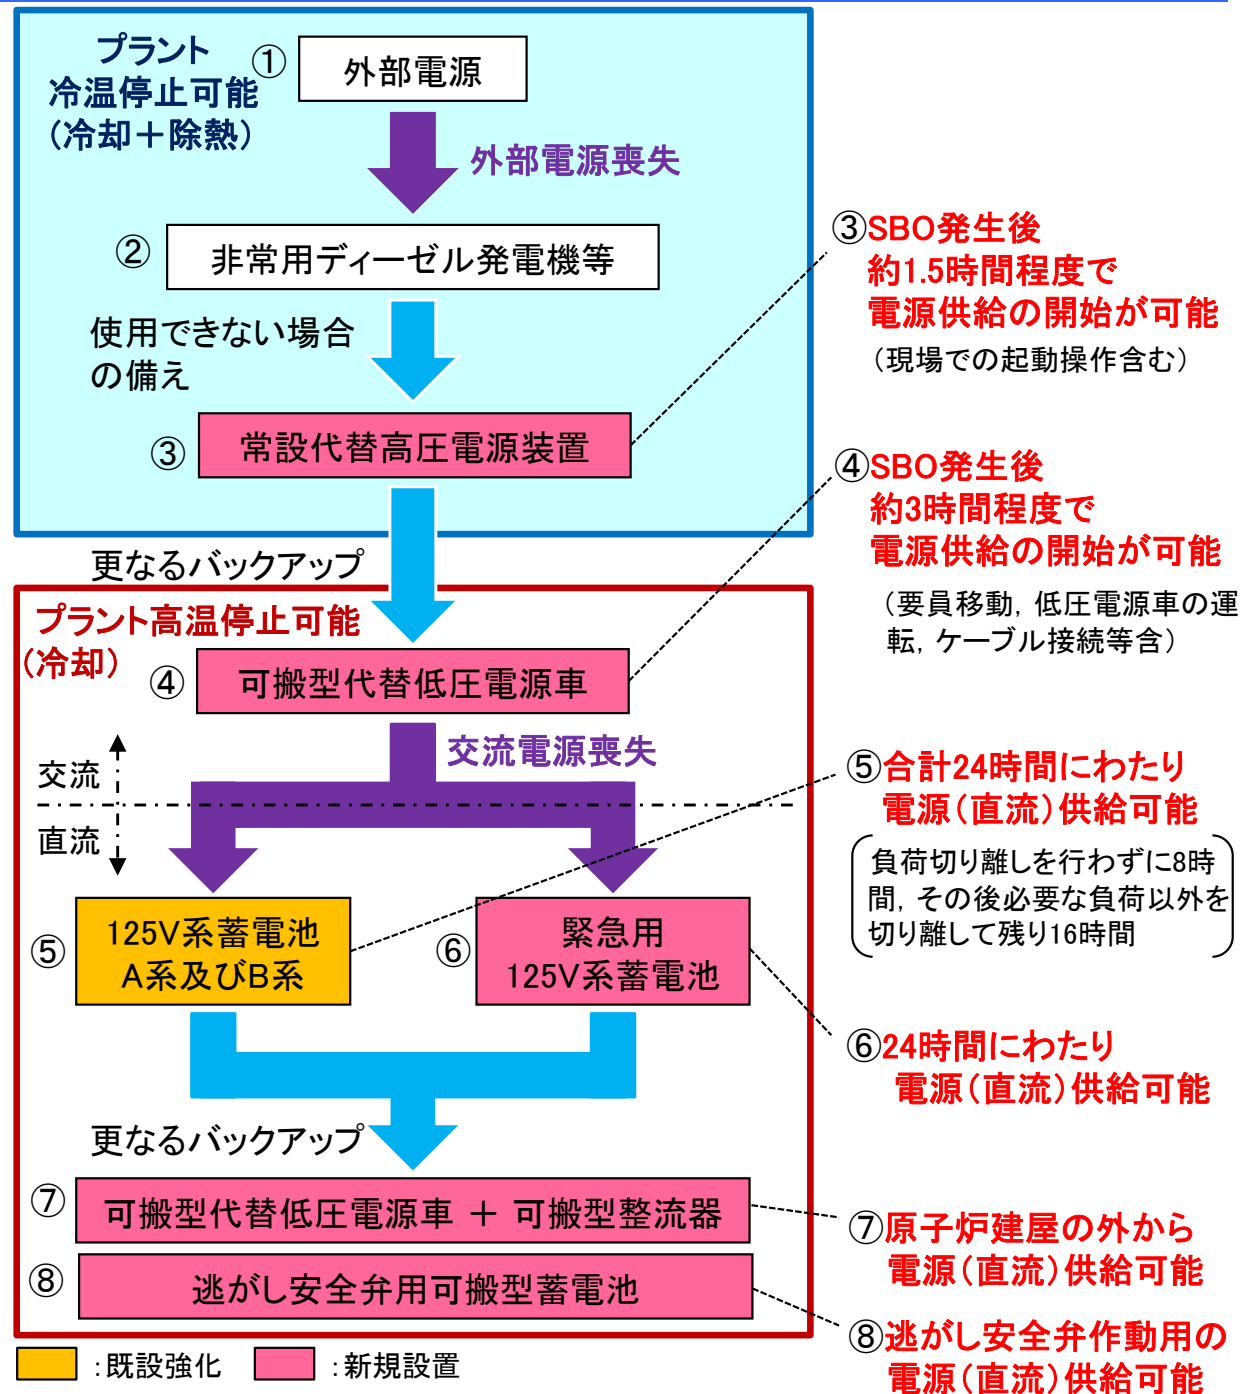 プラント
冷温停止可能
（冷却＋除熱）
①
外部電源
外部電源喪失
②
非常用ディーゼル発電機等
使用できない場合
の備え
③
常設代替高圧電源装置
③SBO発生後
約1.5時間程度で
電源供給の開始が可能
（現場での起動操作含む）
更なるバックアップ
プラント高温停止可能
（冷却）
④
可搬型代替低圧電源車
④SBO発生後
約3時間程度で
電源供給の開始が可能
（要員移動，低圧電源車の運
転，ケーブル接続等含）
交流電源喪失
交流
直流
⑤
125V系蓄電池
A系及びB系
⑥
緊急用
125V系蓄電池
⑤合計24時間にわたり
電源（直流）供給可能
負荷切り離しを行わずに8時
間，その後必要な負荷以外を
切り離して残り16時間
⑥24時間にわたり
電源（直流）供給可能
更なるバックアップ
⑦
可搬型代替低圧電源車 ＋ 可搬型整流器
⑧
逃がし安全弁用可搬型蓄電池
⑦原子炉建屋の外から
電源（直流）供給可能
⑧逃がし安全弁作動用の
電源（直流）供給可能
：既設強化
：新規設置